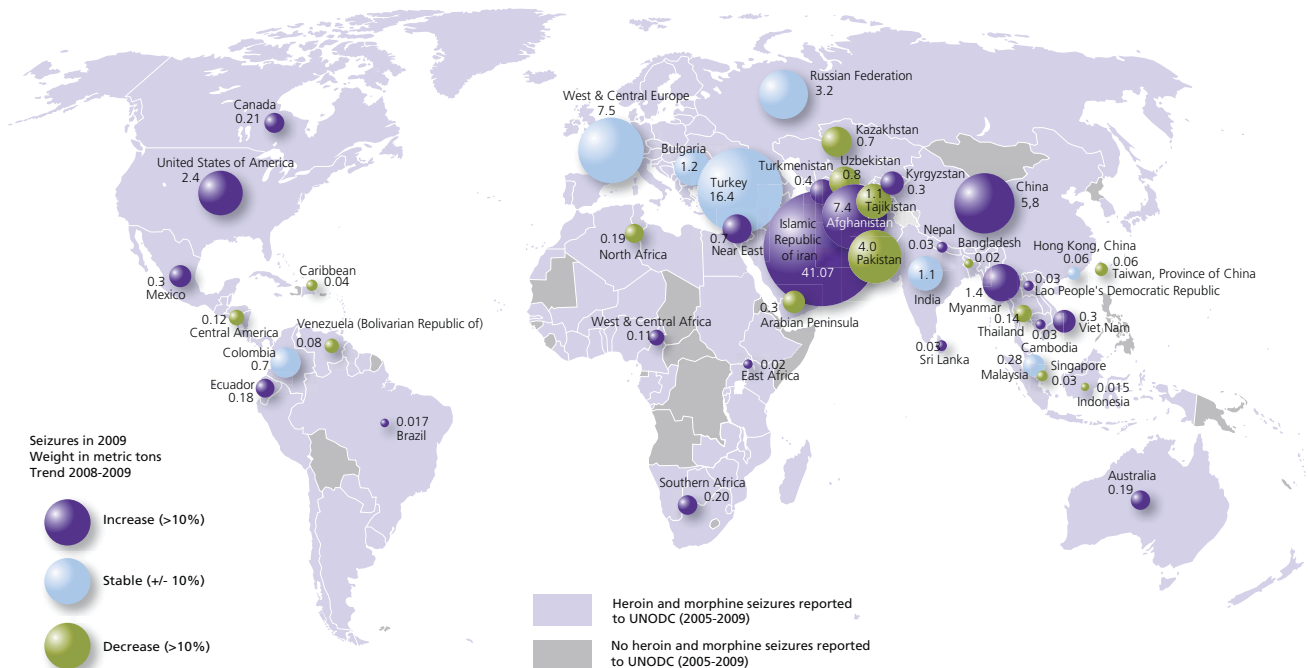 Canada
0.21
United States of America
2.4
0.3
Mexico
Caribbean
0.04
0.12
Central America
Venezuela (Bolivarian Republic of)
0.08
Colombia
0.7
Ecuador
0.18
0.017
Brazil
West & Central Europe
7.5
Russian Federation
3.2
Bulgaria
1.2
Turkey
16.4
Kazakhstan
0.7
Uzbekistan
0.8
Turkmenistan
0.4
Kyrgyzstan
0.3
1.1
Tajikistan
7.4
Afghanistan
Islamic
Republic
of iran
41.07
4.0
Pakistan
0.7
Near East
0.19
North Africa
0.3
Arabian Peninsula
West & Central Africa
0.11
0.02
East Africa
Southern Africa
0.20
China
5,8
Nepal
0.03
Bangladesh
0.02
Hong Kong, China
0.06
0.06
Taiwan, Province of China
1.1
India
1.4
Myanmar
0.03
Lao People's Democratic Republic
0.14
Thailand
0.3
Viet Nam
0.03
Cambodia
0.03
Sri Lanka
0.28
Malaysia
Singapore
0.03
0.015
Indonesia
Australia
0.19
Seizures in 2009
Weight in metric tons
Trend 2008-2009
Increase (>10%)
Stable (+/- 10%)
Decrease (>10%)
Heroin and morphine seizures reported
to UNODC (2005-2009)
No heroin and morphine seizures reported
to UNODC (2005-2009)